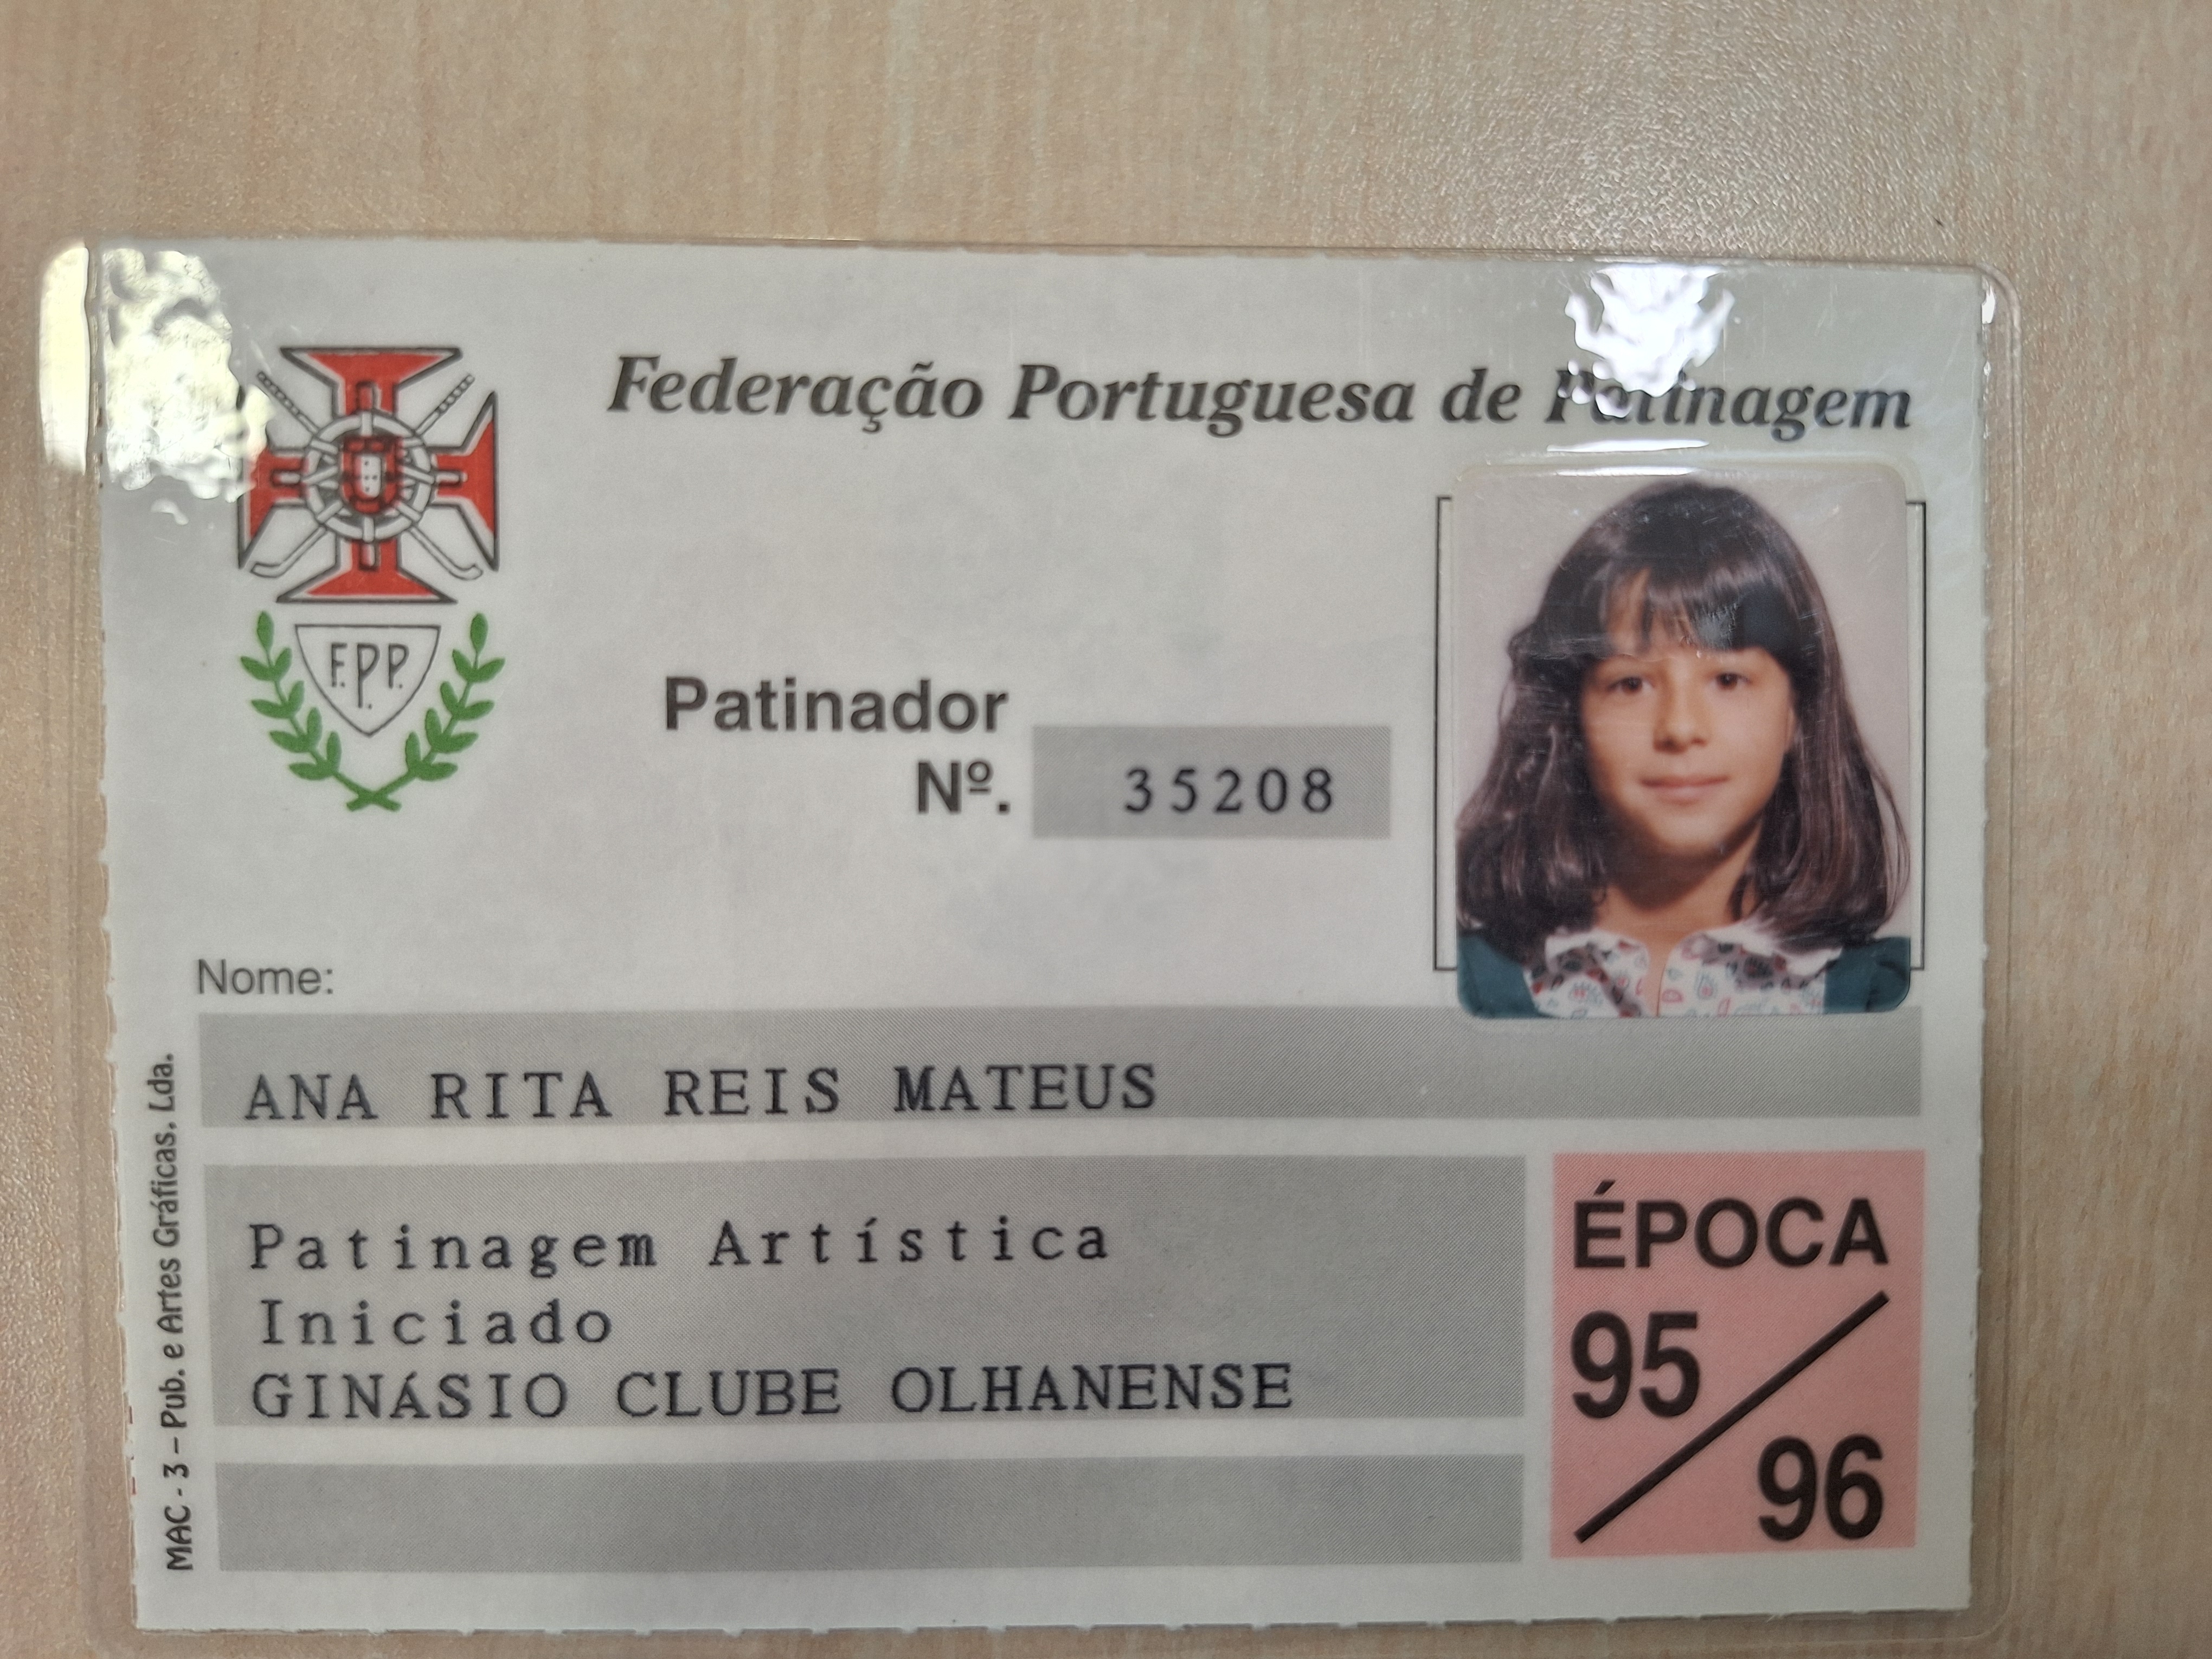 Federação Portuguesa de Patinagem
F.P.P.
Patinador
Nº. 35208
Nome:
ANA RITA REIS MATEUS
Patinagem Artística
Iniciado
GINÁSIO CLUBE OLHANENSE
ÉPOCA
95/96
MAC - 3 – Pub. e Artes Gráficas, Lda.